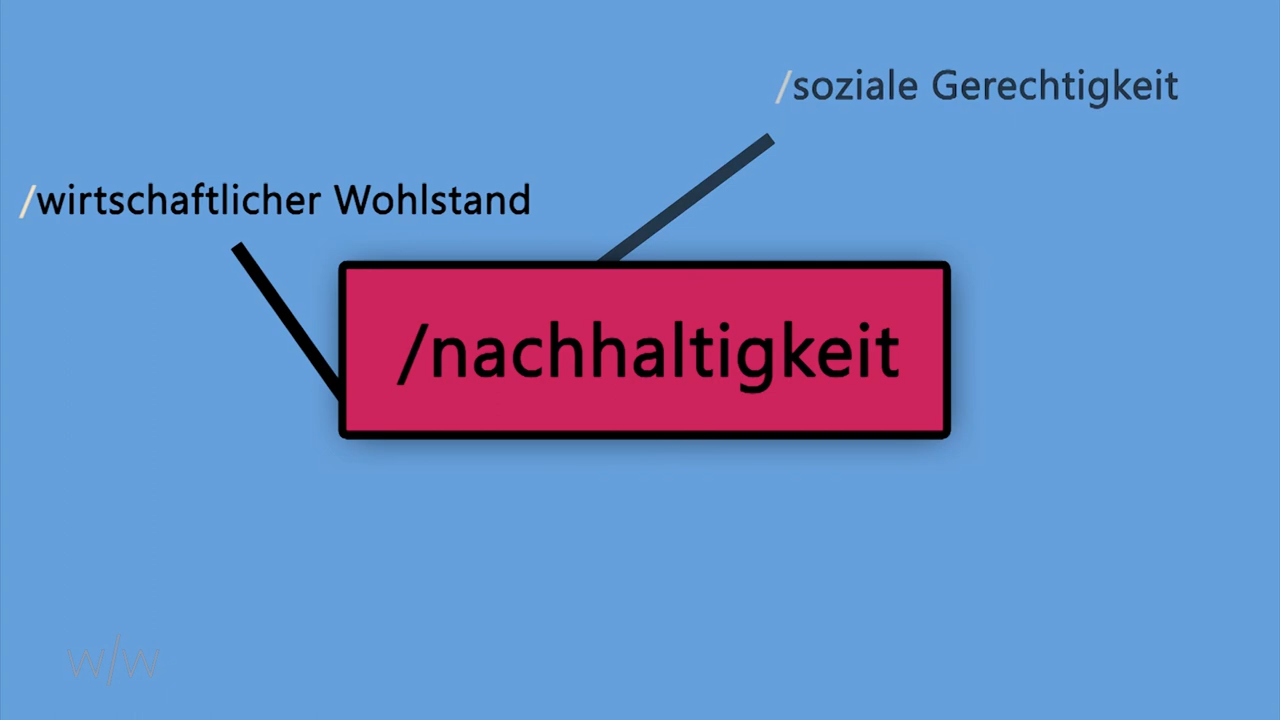 /soziale Gerechtigkeit
/wirtschaftlicher Wohlstand
/nachhaltigkeit
w/w